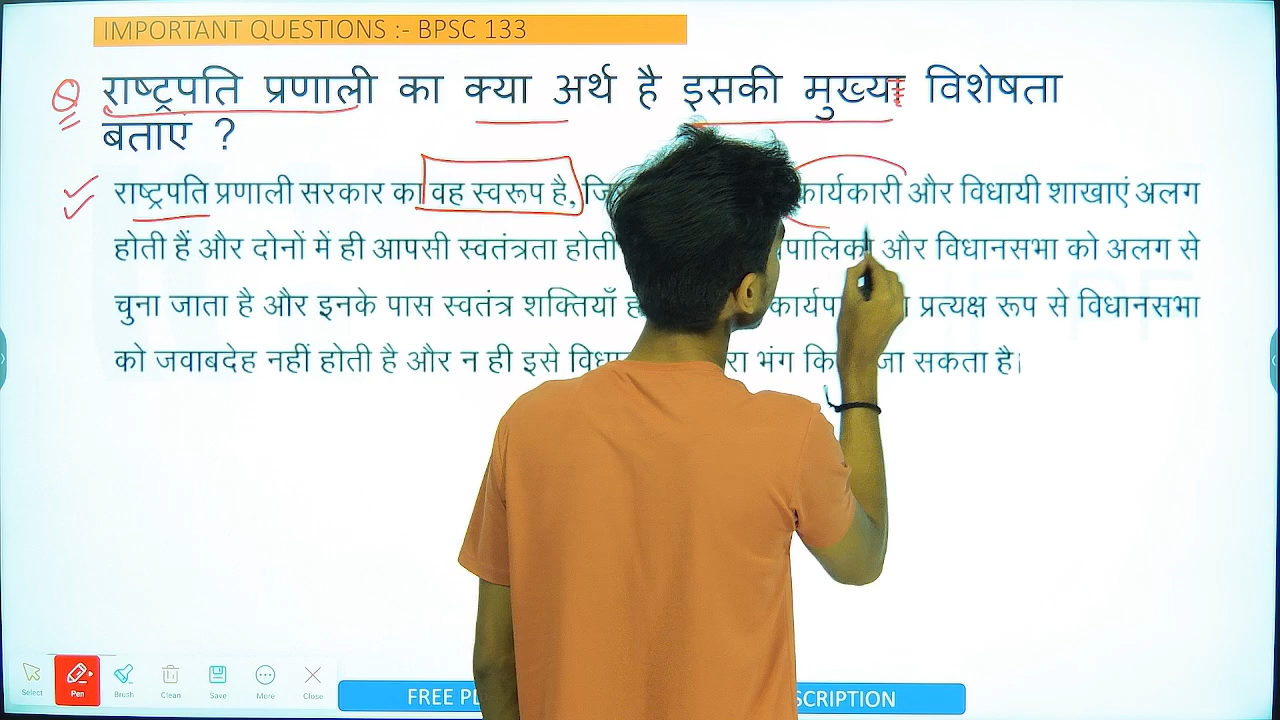 IMPORTANT QUESTIONS :- BPSC 133
Q राष्ट्रपति प्रणाली का क्या अर्थ है इसकी मुख्य विशेषता
बताएं ?
राष्ट्रपति प्रणाली सरकार का वह स्वरूप है, कार्यकारी और विधायी शाखाएं अलग
होती हैं और दोनों में ही आपसी स्वतंत्रता होती और विधानसभा को अलग से
चुना जाता है और इनके पास स्वतंत्र शक्तियाँ प्रत्यक्ष रूप से विधानसभा
को जवाबदेह नहीं होती है और न ही इसे भंग जा सकता है।
Select Pen Brush Clean Save More Close
FREE